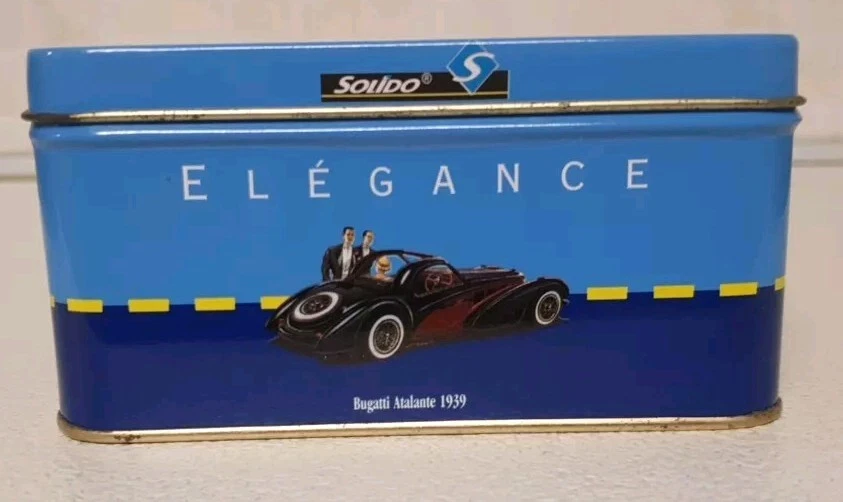 SOLIDO® S
ELÉGANCE
Bugatti Atalante 1939